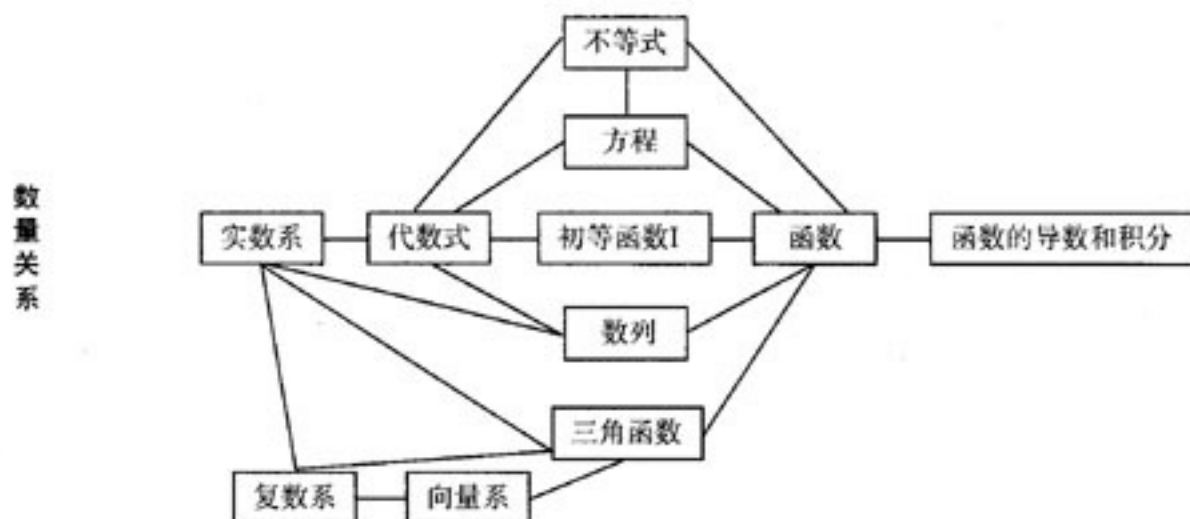 不等式
方程
数量关系
实数系 代数式 初等函数I 函数 函数的导数和积分
数列
三角函数
复数系 向量系